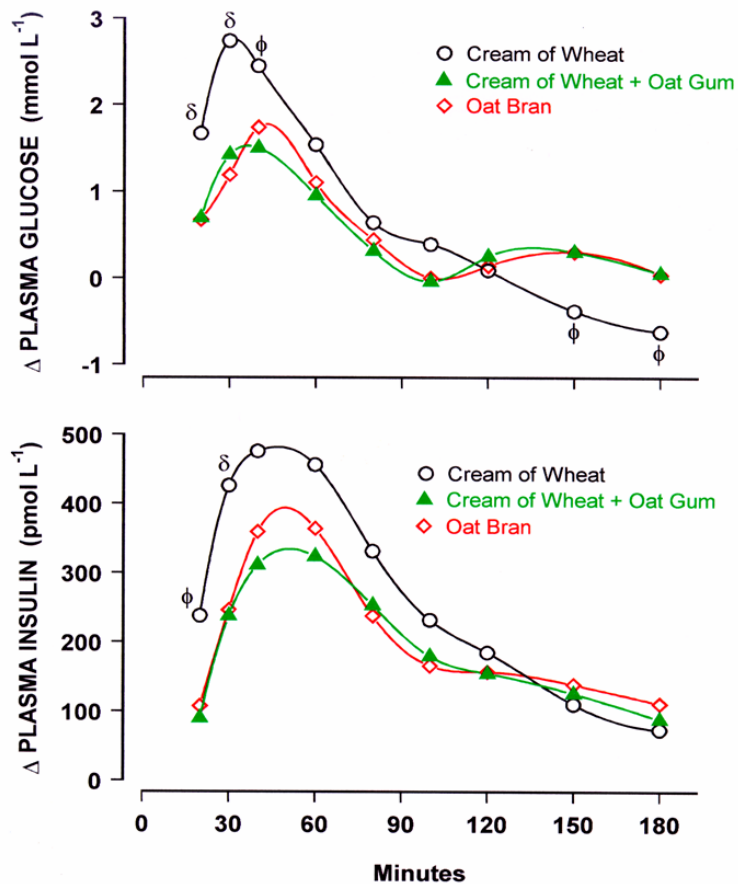 Δ PLASMA GLUCOSE (mmol L⁻¹)
3
2
1
0
-1
δ
δ
ϕ
ϕ
ϕ
Cream of Wheat
Cream of Wheat + Oat Gum
Oat Bran
Δ PLASMA INSULIN (pmol L⁻¹)
500
400
300
200
100
0
δ
ϕ
Cream of Wheat
Cream of Wheat + Oat Gum
Oat Bran
0 30 60 90 120 150 180
Minutes